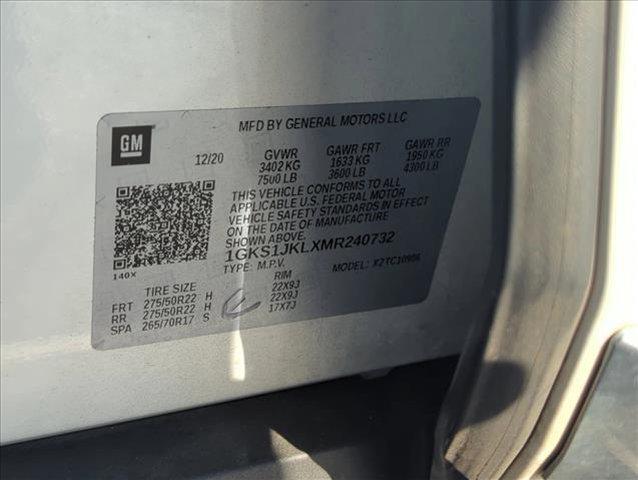 GM
MFD BY GENERAL MOTORS LLC
12/20 GVWR GAWR FRT GAWR RR
3402 KG 1633 KG 1950 KG
7500 LB 3600 LB 4300 LB
THIS VEHICLE CONFORMS TO ALL
APPLICABLE U.S. FEDERAL MOTOR
VEHICLE SAFETY STANDARDS IN EFFECT
ON THE DATE OF MANUFACTURE
SHOWN ABOVE.
1GKS1JKLXMR240732
140X TYPE: M.P.V. MODEL: X2TC10906
TIRE SIZE RIM
FRT 275/50R22 H 22X9J
RR 275/50R22 H 22X9J
SPA 265/70R17 S 17X7J